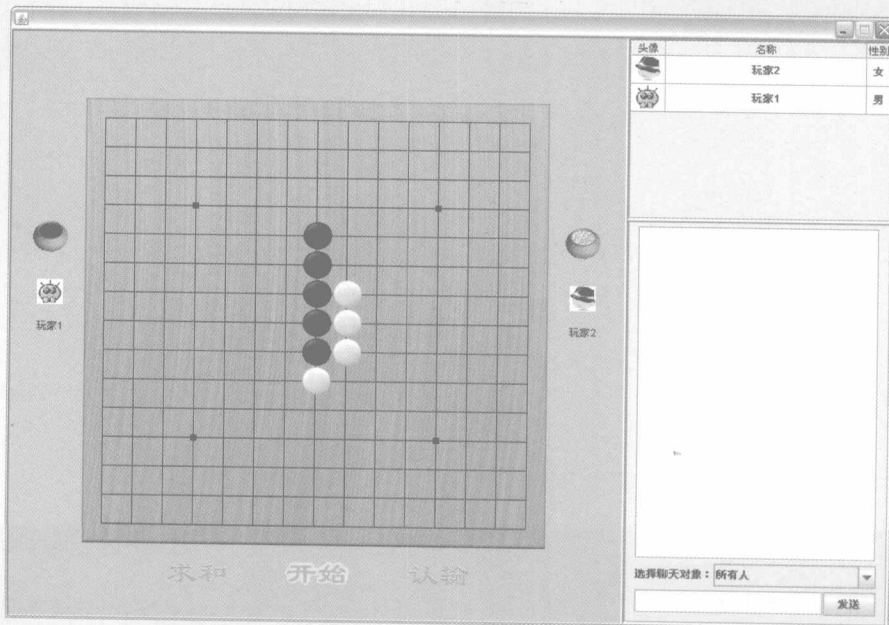 头像 名称 性别
玩家2 女
玩家1 男
玩家1
玩家2
求和 开始 认输
选择聊天对象：所有人
发送